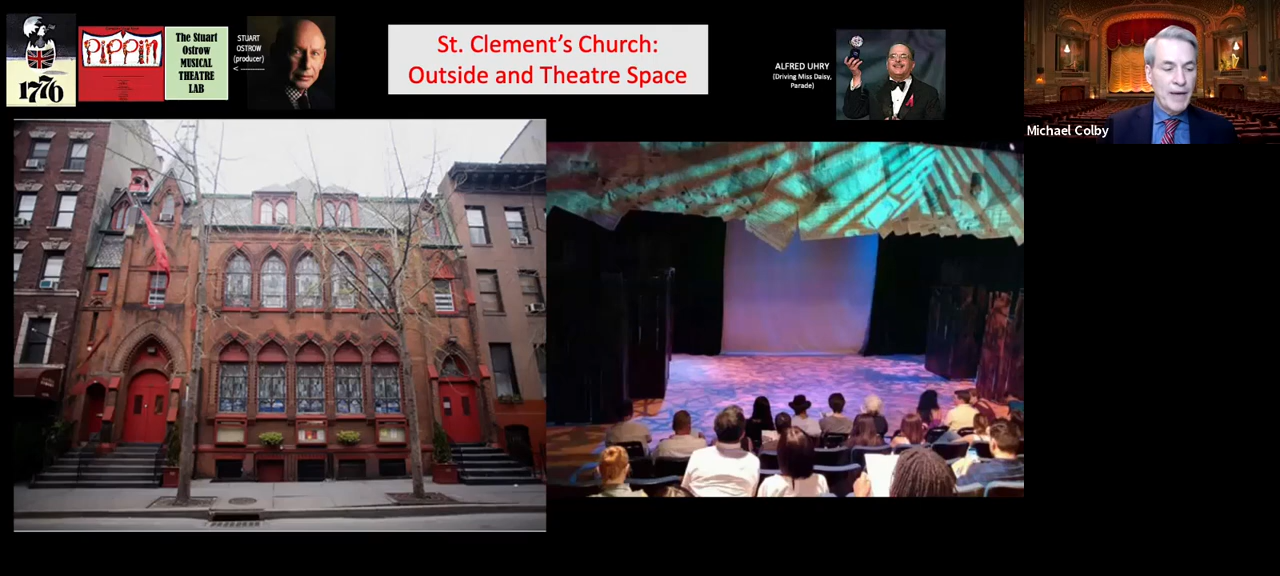 1776
PIPPIN
The Stuart
Ostrow
MUSICAL
THEATRE
LAB
STUART
OSTROW
(producer)
<
St. Clement's Church:
Outside and Theatre Space
ALFRED UHRY
(Driving Miss Daisy,
Parade)
Michael Colby